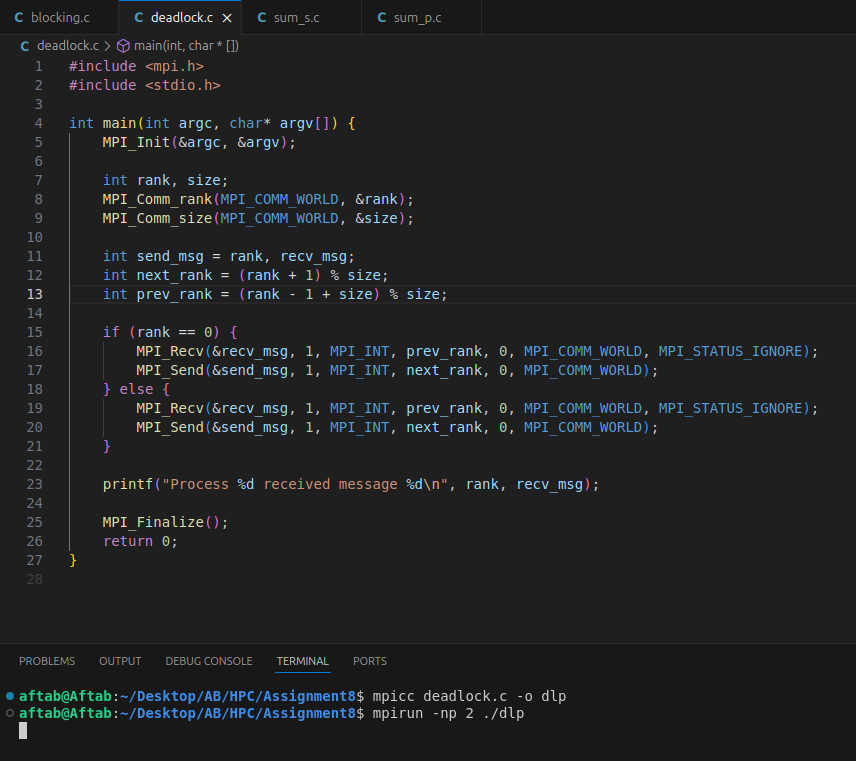 C blocking.c C deadlock.c × C sum_s.c C sum_p.c
C deadlock.c > main(int, char * [])
1 #include <mpi.h>
2 #include <stdio.h>
3
4 int main(int argc, char* argv[]) {
5     MPI_Init(&argc, &argv);
6
7     int rank, size;
8     MPI_Comm_rank(MPI_COMM_WORLD, &rank);
9     MPI_Comm_size(MPI_COMM_WORLD, &size);
10
11     int send_msg = rank, recv_msg;
12     int next_rank = (rank + 1) % size;
13     int prev_rank = (rank - 1 + size) % size;
14
15     if (rank == 0) {
16         MPI_Recv(&recv_msg, 1, MPI_INT, prev_rank, 0, MPI_COMM_WORLD, MPI_STATUS_IGNORE);
17         MPI_Send(&send_msg, 1, MPI_INT, next_rank, 0, MPI_COMM_WORLD);
18     } else {
19         MPI_Recv(&recv_msg, 1, MPI_INT, prev_rank, 0, MPI_COMM_WORLD, MPI_STATUS_IGNORE);
20         MPI_Send(&send_msg, 1, MPI_INT, next_rank, 0, MPI_COMM_WORLD);
21     }
22
23     printf("Process %d received message %d\n", rank, recv_msg);
24
25     MPI_Finalize();
26     return 0;
27 }
28
PROBLEMS OUTPUT DEBUG CONSOLE TERMINAL PORTS
aftab@Aftab:~/Desktop/AB/HPC/Assignment8$ mpicc deadlock.c -o dlp
aftab@Aftab:~/Desktop/AB/HPC/Assignment8$ mpirun -np 2 ./dlp